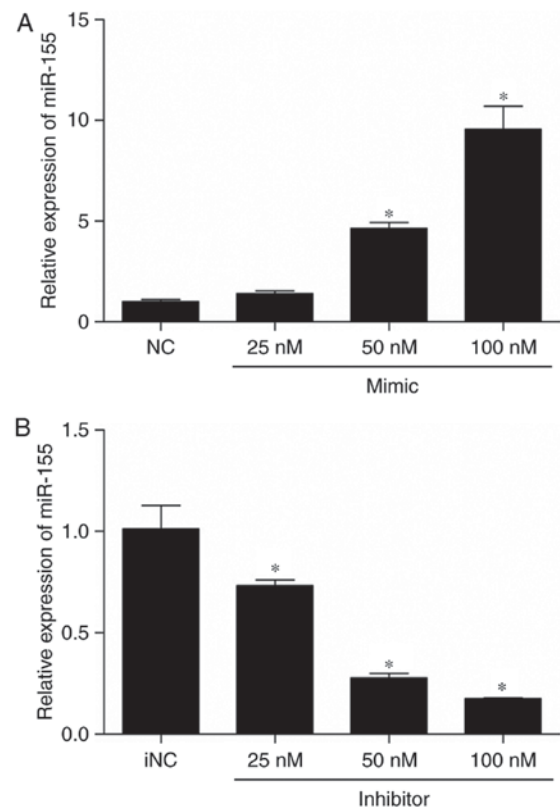 A
Relative expression of miR-155
15
10
5
0
*
*
NC
25 nM
50 nM
100 nM
Mimic
B
Relative expression of miR-155
1.5
1.0
0.5
0.0
*
*
*
iNC
25 nM
50 nM
100 nM
Inhibitor